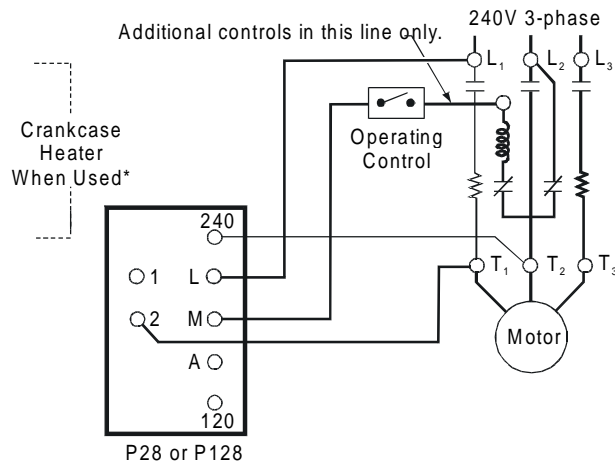 240V 3-phase
Additional controls in this line only.
L1
L2
L3
Crankcase
Heater
When Used*
Operating
Control
240
1
L
T1
T2
T3
2
M
Motor
A
120
P28 or P128